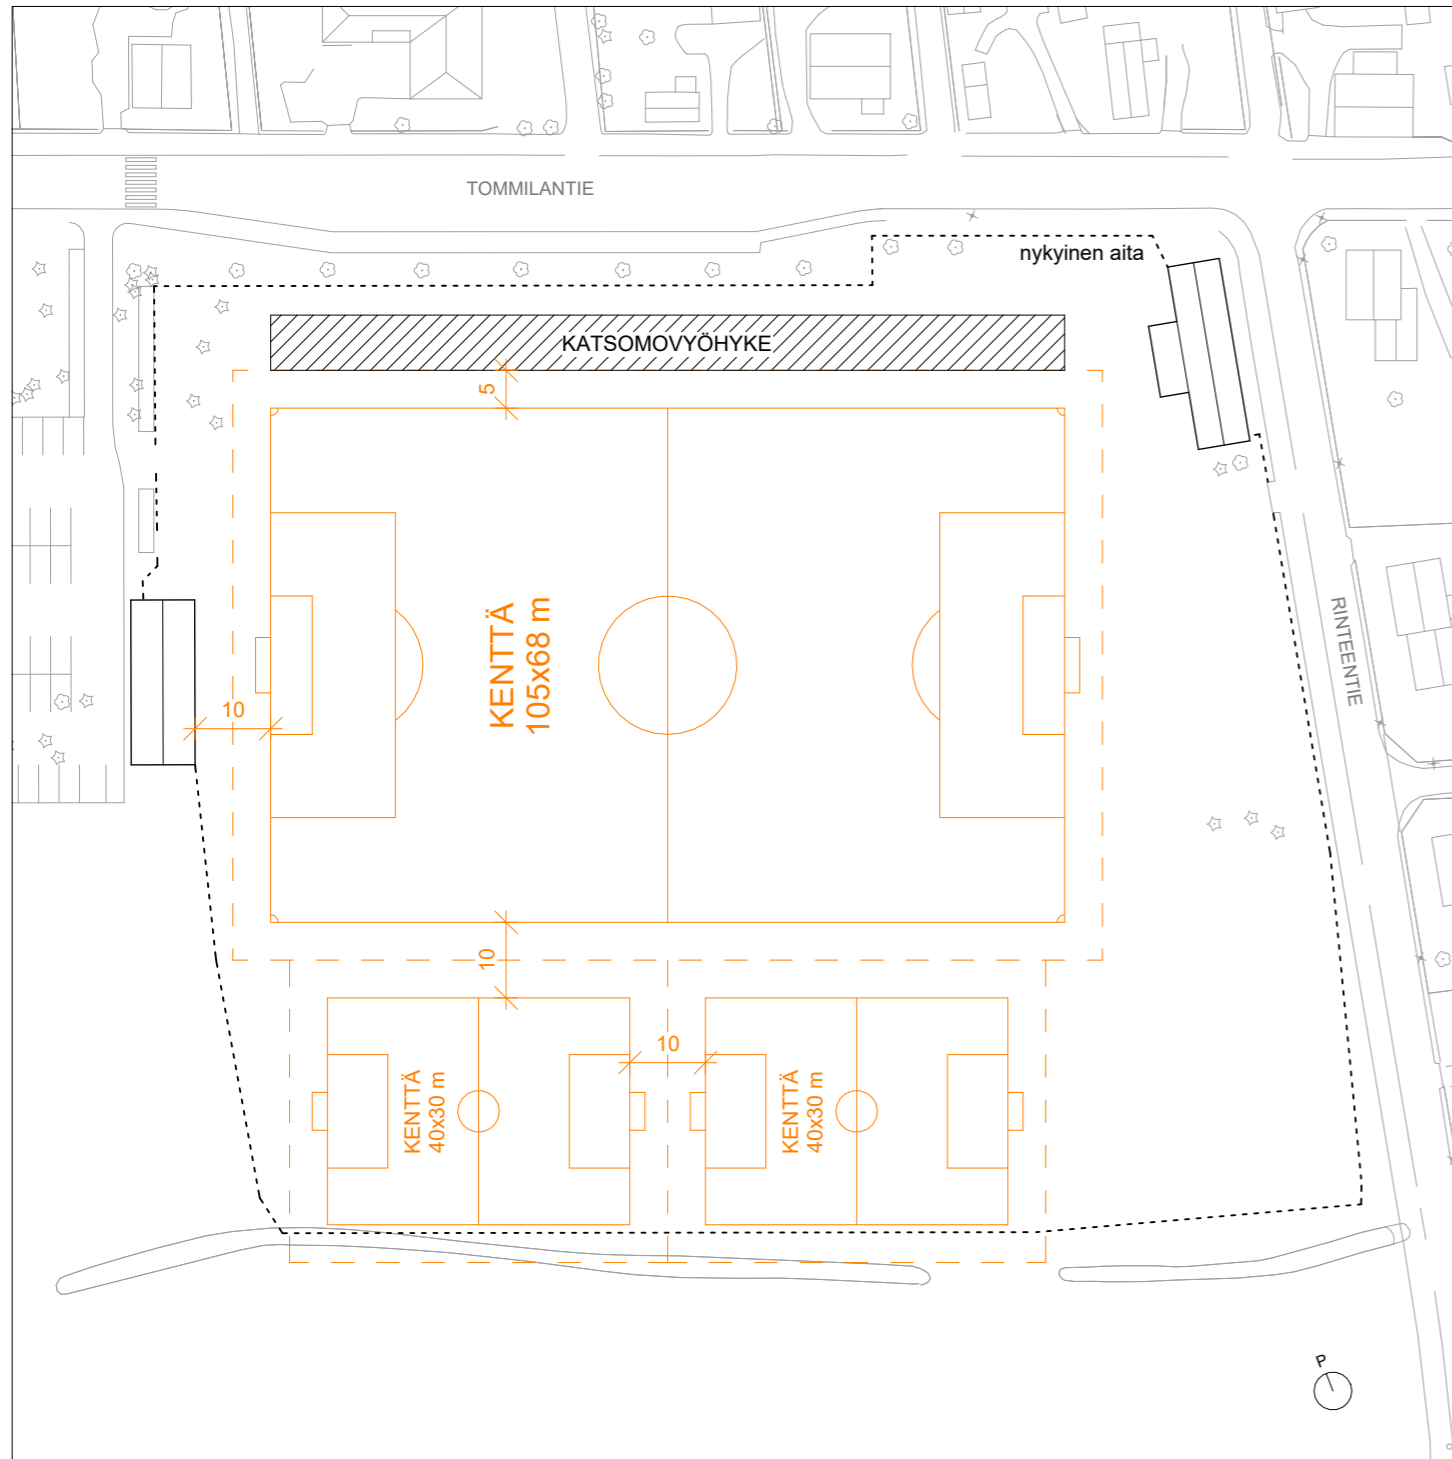 TOMMILANTIE
nykyinen aita
KATSOMOVYÖHYKE
5
KENTTÄ
105x68 m
RINTEENTIE
10
10
10
KENTTÄ
40x30 m
KENTTÄ
40x30 m
P